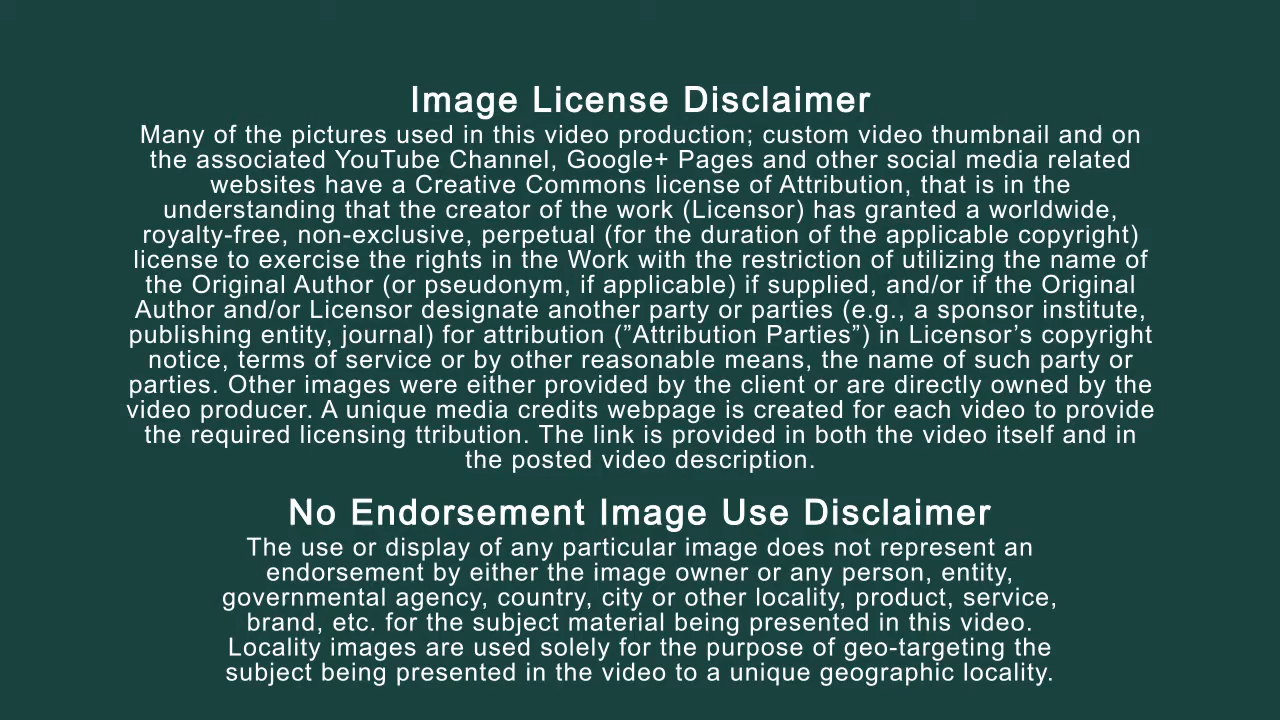 Image License Disclaimer
Many of the pictures used in this video production; custom video thumbnail and on
the associated YouTube Channel, Google+ Pages and other social media related
websites have a Creative Commons license of Attribution, that is in the
understanding that the creator of the work (Licensor) has granted a worldwide,
royalty-free, non-exclusive, perpetual (for the duration of the applicable copyright)
license to exercise the rights in the Work with the restriction of utilizing the name of
the Original Author (or pseudonym, if applicable) if supplied, and/or if the Original
Author and/or Licensor designate another party or parties (e.g., a sponsor institute,
publishing entity, journal) for attribution (”Attribution Parties”) in Licensor’s copyright
notice, terms of service or by other reasonable means, the name of such party or
parties. Other images were either provided by the client or are directly owned by the
video producer. A unique media credits webpage is created for each video to provide
the required licensing ttribution. The link is provided in both the video itself and in
the posted video description.
No Endorsement Image Use Disclaimer
The use or display of any particular image does not represent an
endorsement by either the image owner or any person, entity,
governmental agency, country, city or other locality, product, service,
brand, etc. for the subject material being presented in this video.
Locality images are used solely for the purpose of geo-targeting the
subject being presented in the video to a unique geographic locality.